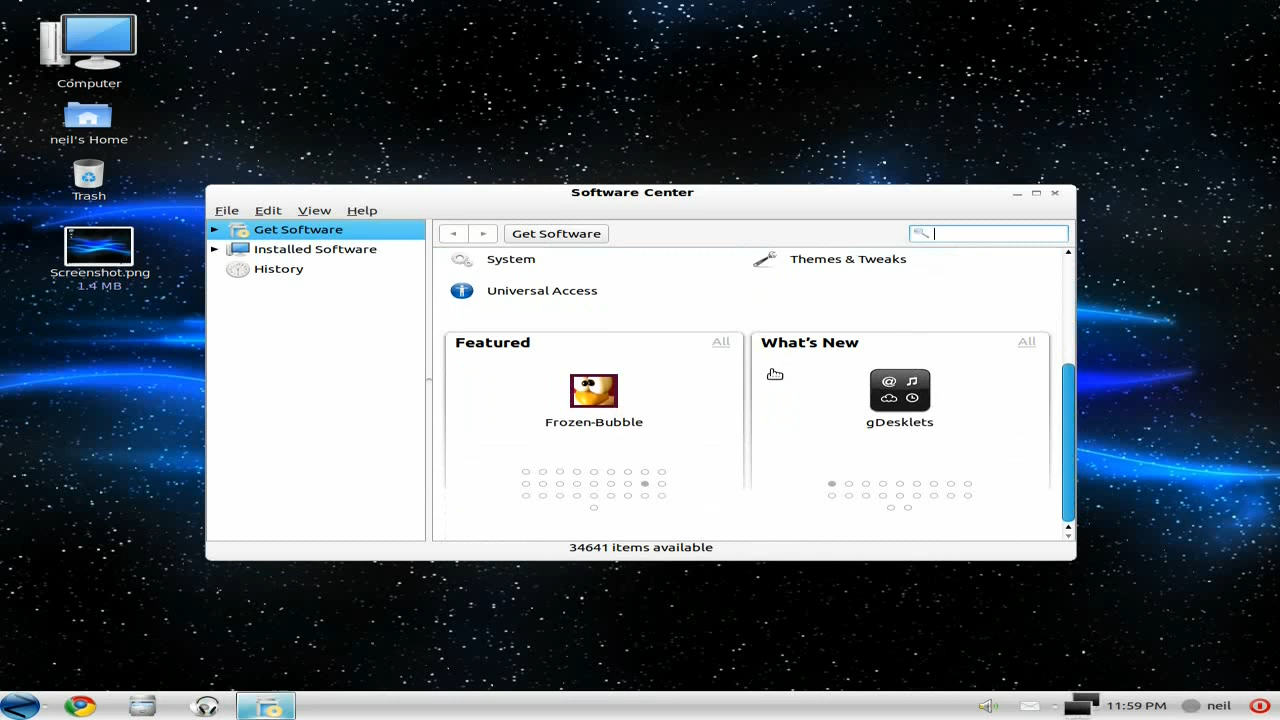 Computer
neil's Home
Trash
Screenshot.png
1.4 MB
Software Center
File Edit View Help
Get Software
Installed Software
History
Get Software
System
Themes & Tweaks
Universal Access
Featured
All
Frozen-Bubble
What's New
All
@
gDesklets
34641 items available
11:59 PM
neil